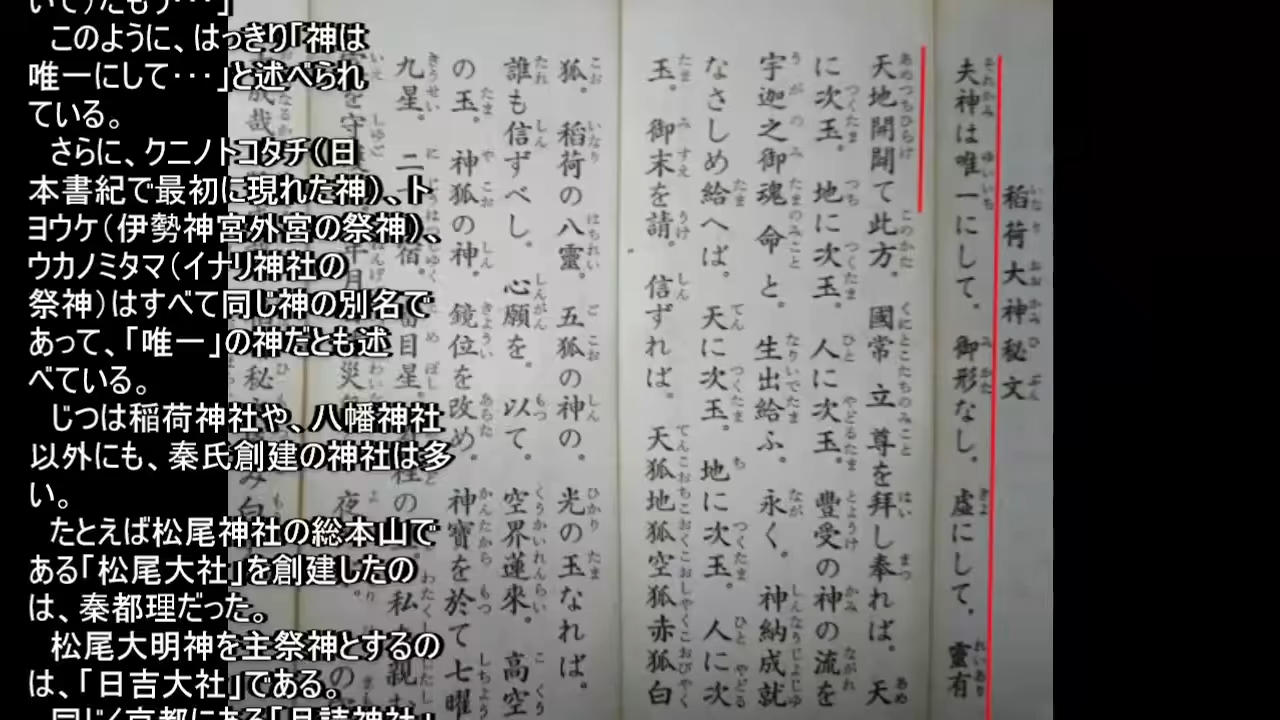 いて)たもう・・・」
このように、はっきり「神は
唯一にして・・・」と述べられ
ている。
さらに、クニノトコタチ(日
本書紀で最初に現れた神)、ト
ヨウケ(伊勢神宮外宮の祭神)、
ウカノミタマ(イナリ神社の
祭神)はすべて同じ神の別名で
あって、「唯一」の神だとも述
べている。
じつは稲荷神社や、八幡神社
以外にも、秦氏創建の神社は多
い。
たとえば松尾神社の総本山で
ある「松尾大社」を創建したの
は、秦都理だった。
松尾大明神を主祭神とするの
は、「日吉大社」である。
稲荷大神秘文
夫神は唯一にして。御形なし。虚にして。靈有
天地開闢て此方。國常立尊を拜し奉れば。天
に次玉。地に次玉。人に次玉。豐受の神の流を
宇迦之御魂命と。生出給ふ。永く。神納成就
なさしめ給へば。天に次玉。地に次玉。人に次
玉。御末を請。信ずれば。天狐地狐空狐赤狐白
狐。稻荷の八靈。五狐の神の。光の玉なれば。
誰も信ずべし。心願を。以て。空界蓮來。高空
の玉。神狐の神。鏡位を改め。神寶を於て七曜
九星。